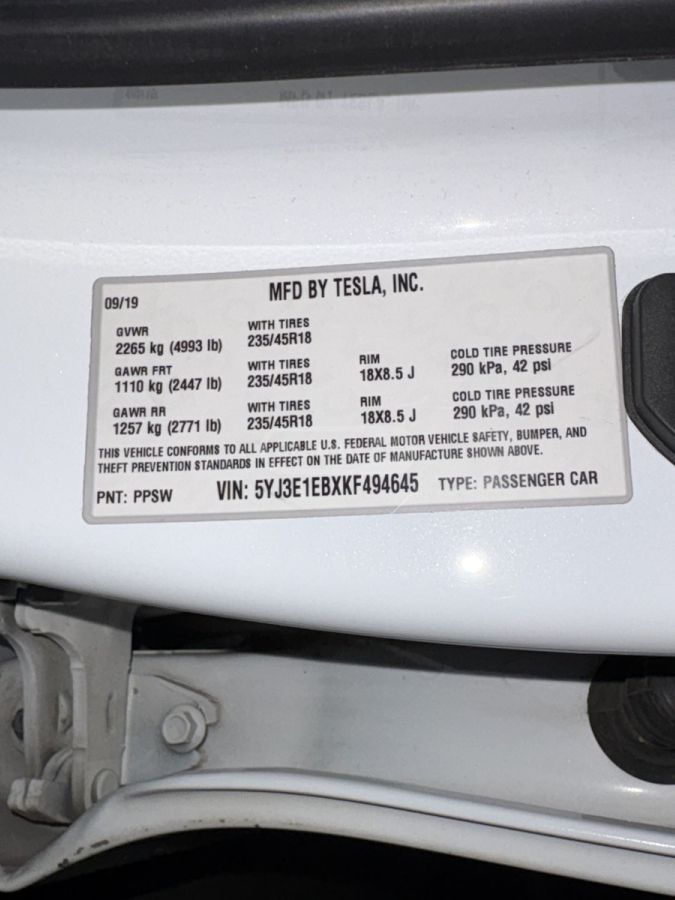 09/19 MFD BY TESLA, INC.
GVWR WITH TIRES
2265 kg (4993 lb) 235/45R18
GAWR FRT WITH TIRES RIM COLD TIRE PRESSURE
1110 kg (2447 lb) 235/45R18 18X8.5 J 290 kPa, 42 psi
GAWR RR WITH TIRES RIM COLD TIRE PRESSURE
1257 kg (2771 lb) 235/45R18 18X8.5 J 290 kPa, 42 psi
THIS VEHICLE CONFORMS TO ALL APPLICABLE U.S. FEDERAL MOTOR VEHICLE SAFETY, BUMPER, AND
THEFT PREVENTION STANDARDS IN EFFECT ON THE DATE OF MANUFACTURE SHOWN ABOVE.
PNT: PPSW VIN: 5YJ3E1EBXKF494645 TYPE: PASSENGER CAR